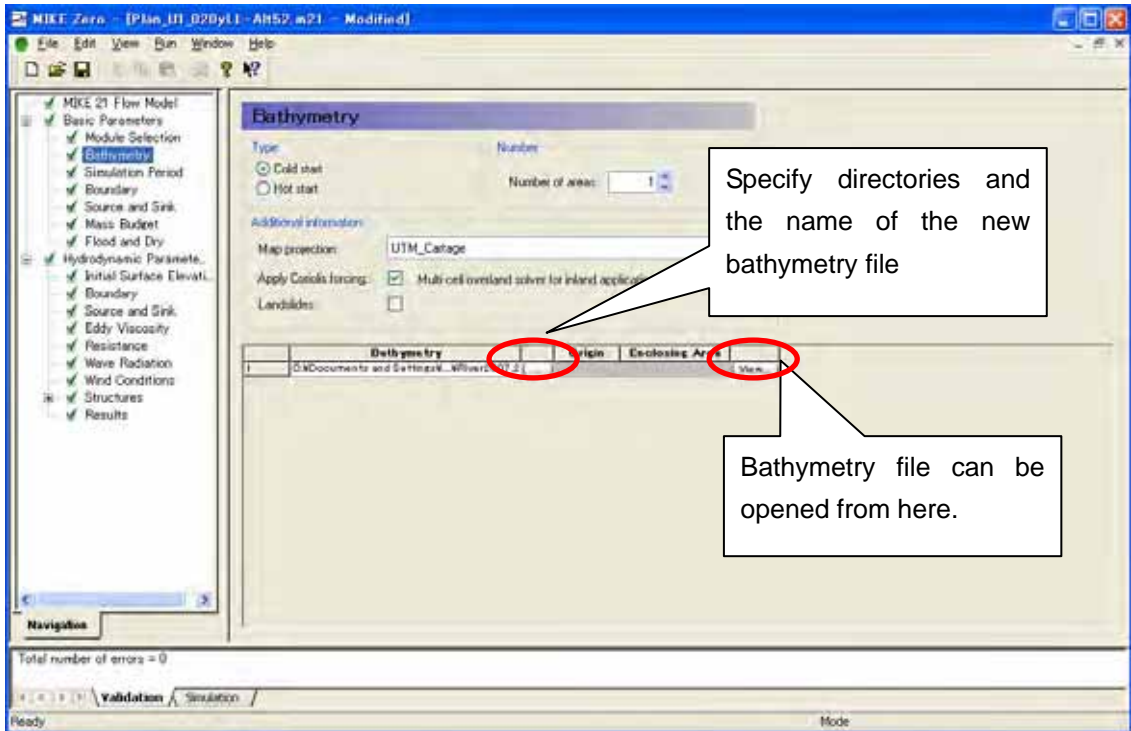 MIKE Zero - [Plan_U1_020yL1-Alt52.m21 - Modified]
File Edit View Run Window Help
MIKE 21 Flow Model
Basic Parameters
Module Selection
Bathymetry
Simulation Period
Boundary
Source and Sink
Mass Budget
Flood and Dry
Hydrodynamic Paramete..
Initial Surface Elevati..
Boundary
Source and Sink
Eddy Viscosity
Resistance
Wave Radiation
Wind Conditions
Structures
Results
Navigation
Bathymetry
Type Number
Cold start
Hot start
Number of areas: 1
Additional information
Map projection: UTM_Cartage
Apply Coriolis forcing: Multi cell overland solver for inland
Landslides:
Bathymetry Origin Enclosing Area
1 ... View...
Specify directories and
the name of the new
bathymetry file
Bathymetry file can be
opened from here.
Total number of errors = 0
Validation Simulation
Ready Mode